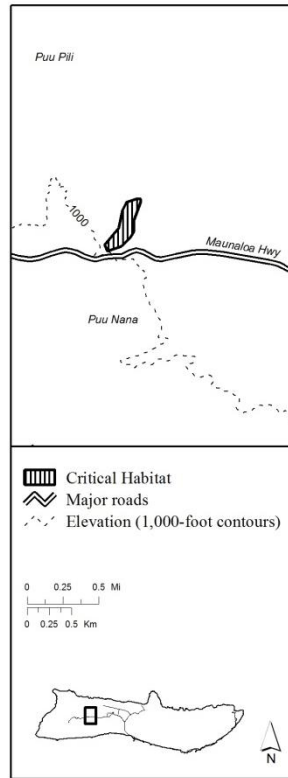 Puu Pili
1000
Maunaloa Hwy
Puu Nana
Critical Habitat
Major roads
Elevation (1,000-foot contours)
0 0.25 0.5 Mi
0 0.25 0.5 Km
N